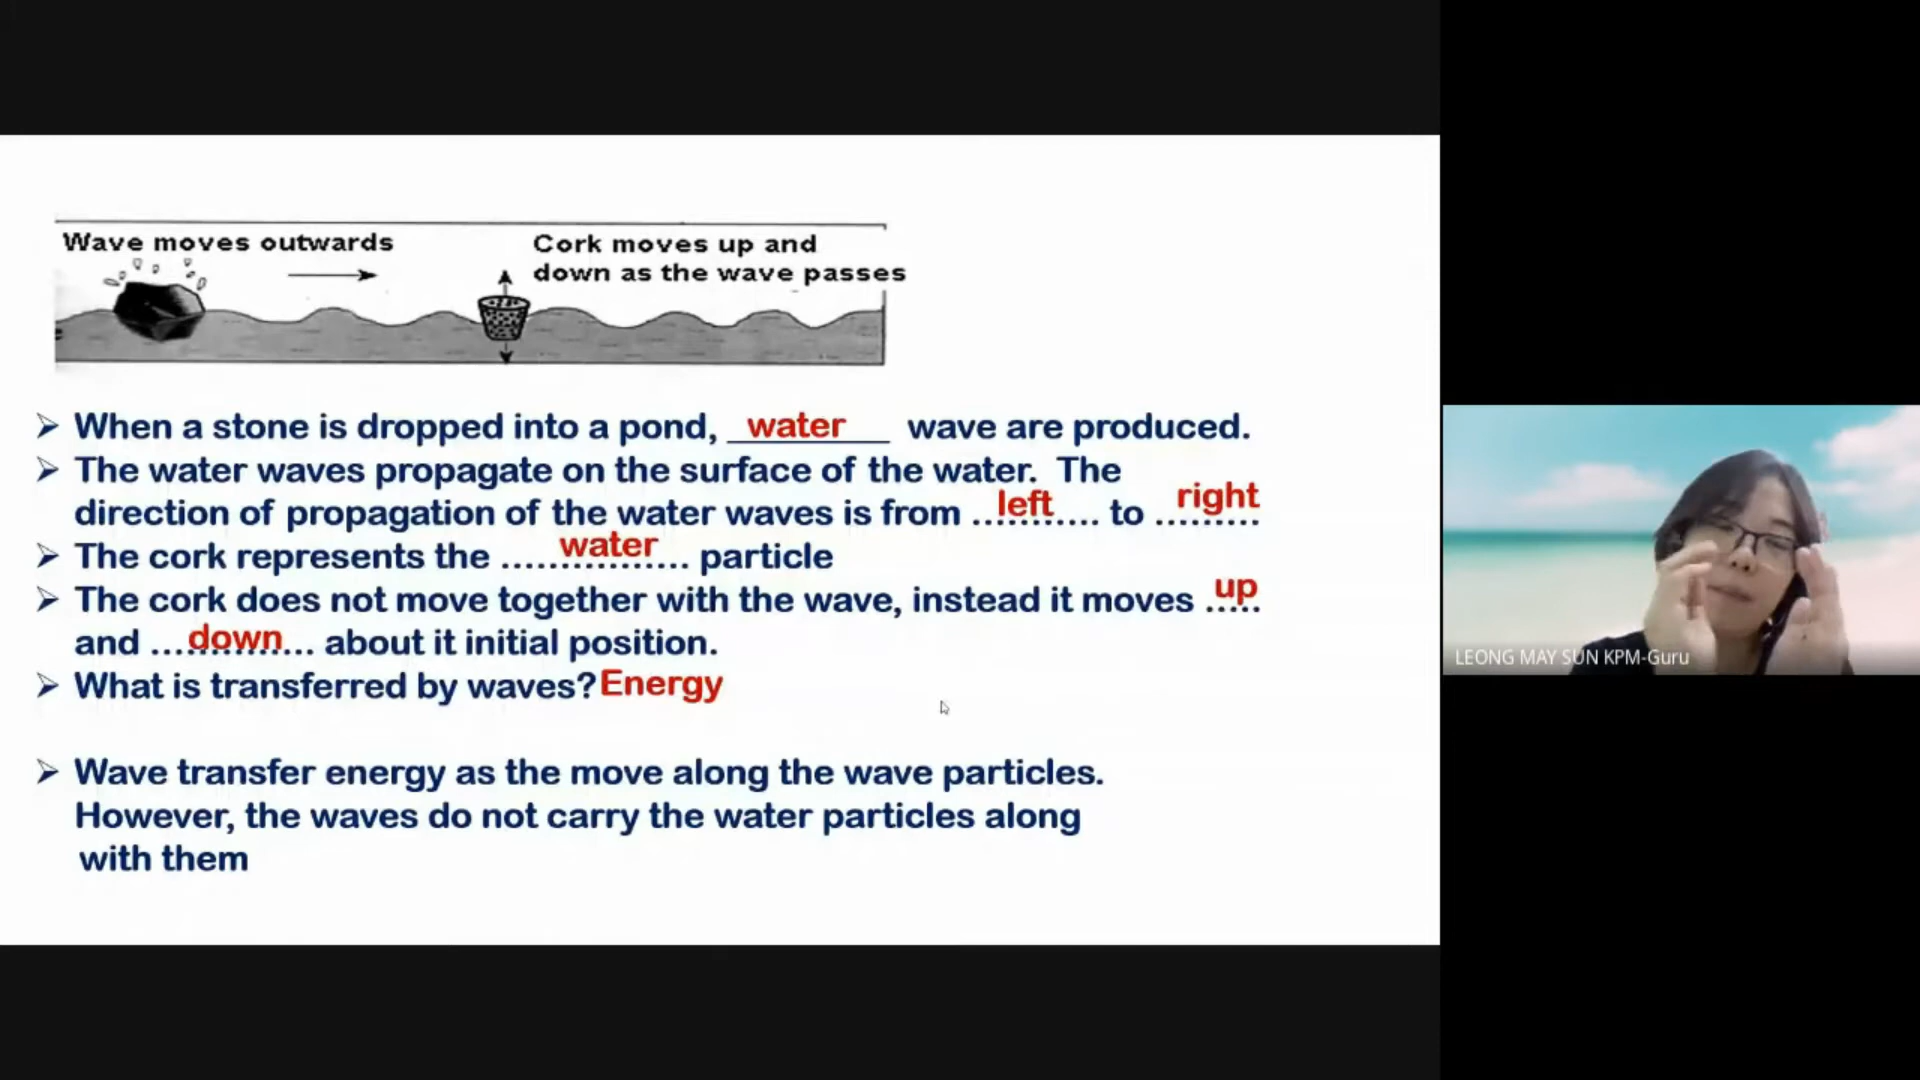 Wave moves outwards
Cork moves up and
down as the wave passes
➢ When a stone is dropped into a pond, water wave are produced.
➢ The water waves propagate on the surface of the water. The
direction of propagation of the water waves is from ...left... to ...right...
➢ The cork represents the ...water... particle
➢ The cork does not move together with the wave, instead it moves ..up..
and ...down... about it initial position.
➢ What is transferred by waves? Energy
➢ Wave transfer energy as the move along the wave particles.
However, the waves do not carry the water particles along
with them
LEONG MAY SUN KPM-Guru